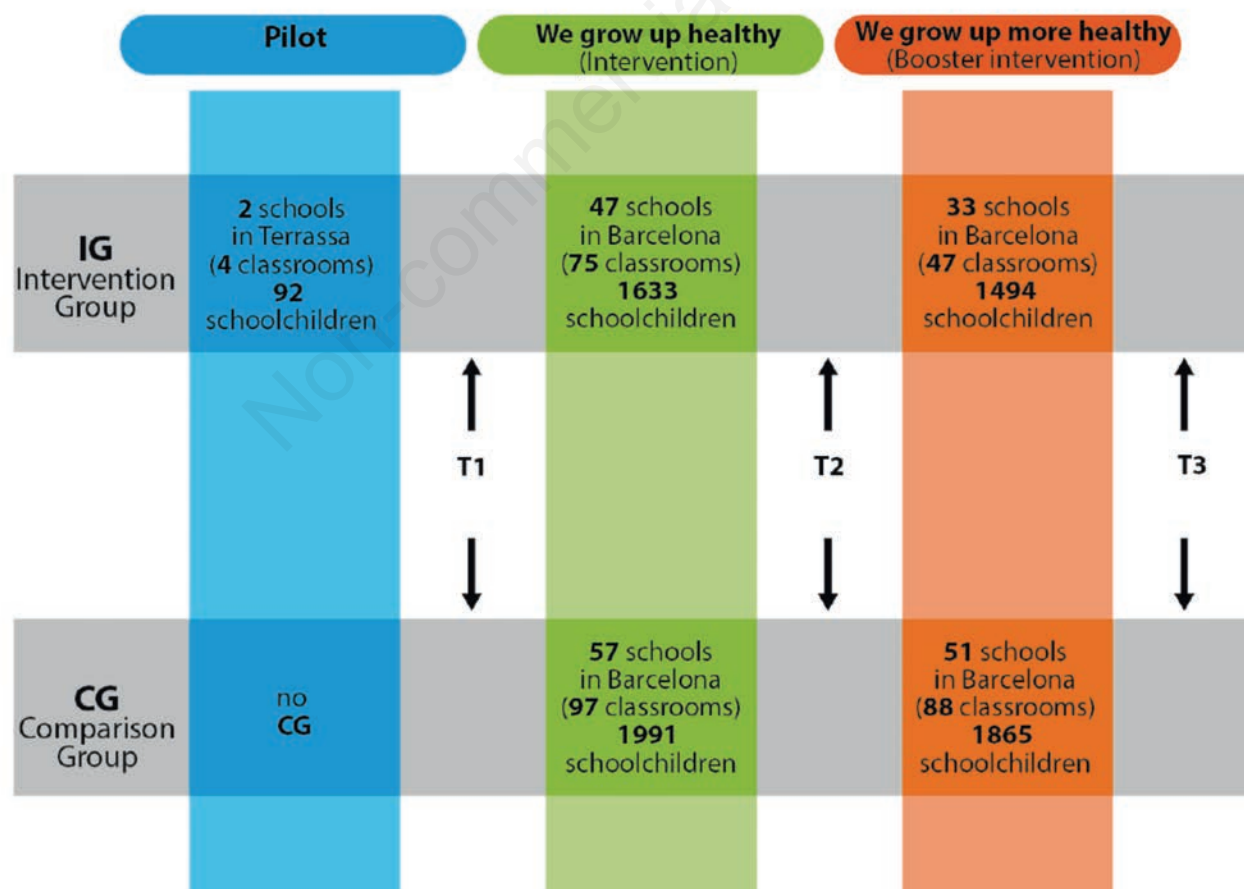 Pilot
We grow up healthy
(Intervention)
We grow up more healthy
(Booster intervention)
IG
Intervention
Group
2 schools
in Terrassa
(4 classrooms)
92
schoolchildren
47 schools
in Barcelona
(75 classrooms)
1633
schoolchildren
33 schools
in Barcelona
(47 classrooms)
1494
schoolchildren
T1
T2
T3
CG
Comparison
Group
no
CG
57 schools
in Barcelona
(97 classrooms)
1991
schoolchildren
51 schools
in Barcelona
(88 classrooms)
1865
schoolchildren